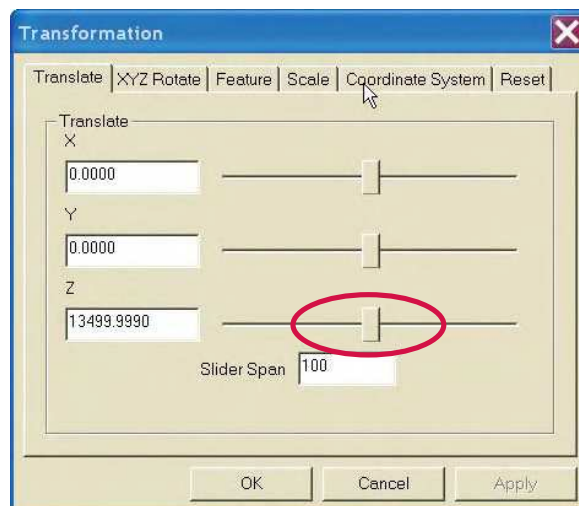 Transformation
Translate XYZ Rotate Feature Scale Coordinate System Reset
Translate
X
0.0000
Y
0.0000
Z
13499.9990
Slider Span 100
OK Cancel Apply